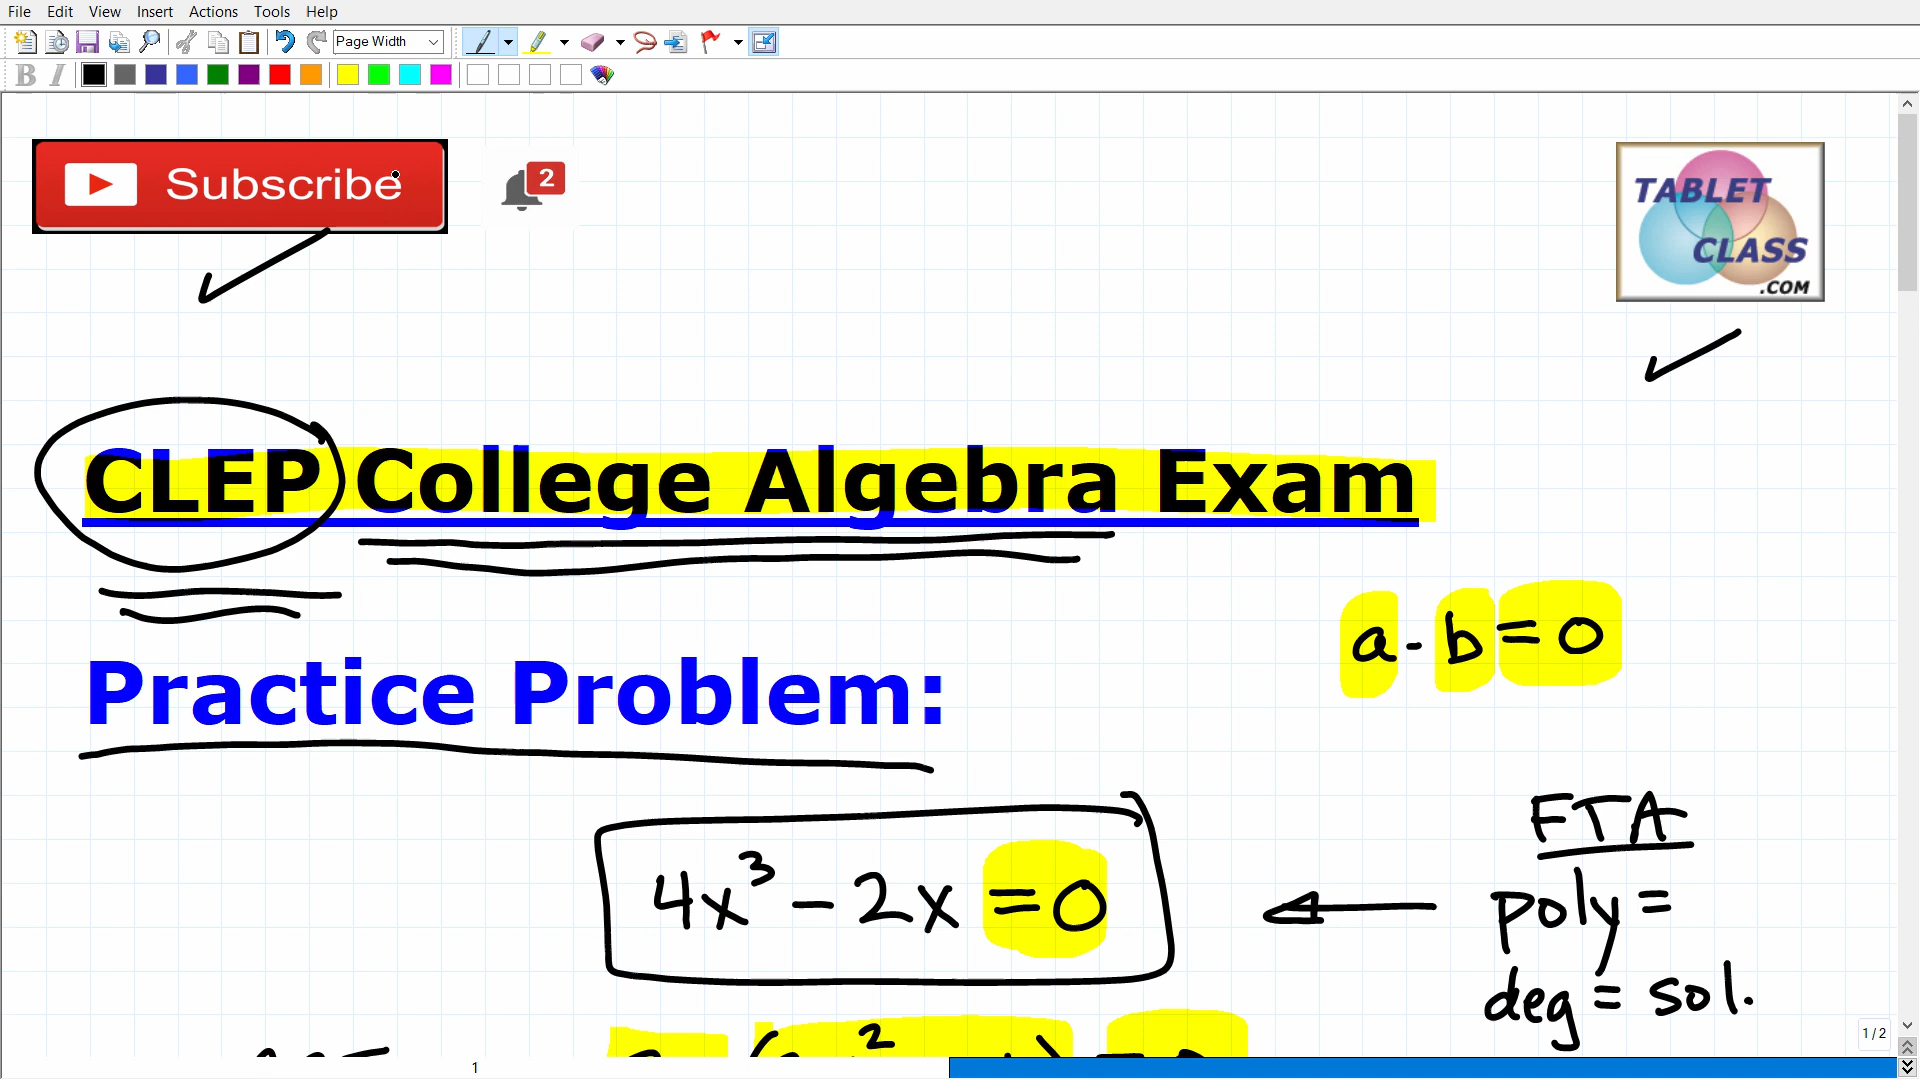 File Edit View Insert Actions Tools Help
Page Width
B I
Subscribe
2
TABLET
CLASS
.COM
CLEP College Algebra Exam
a · b = 0
Practice Problem:
FTA
4x³ − 2x = 0
poly =
deg = sol.
1 / 2
1